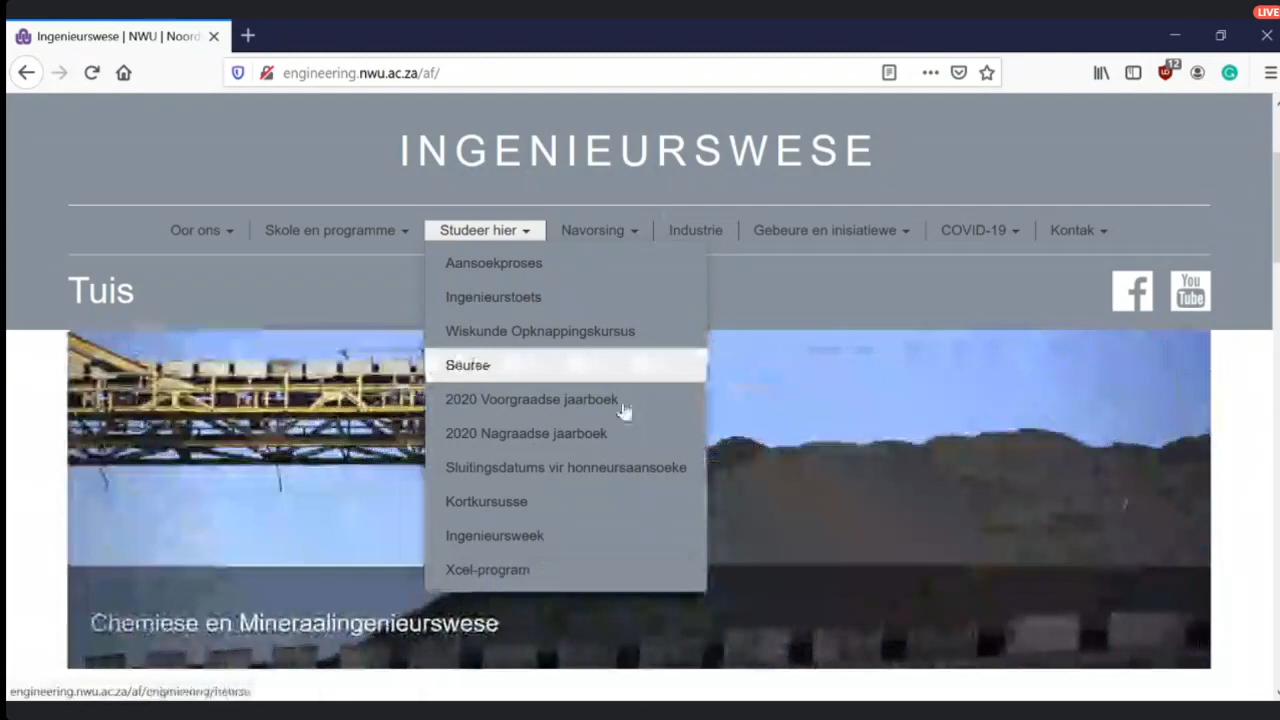 LIVE
Ingenieurswese | NWU | Noord
engineering.nwu.ac.za/af/
12
INGENIEURSWESE
Oor ons Skole en programme Studeer hier Navorsing Industrie Gebeure en inisiatiewe COVID-19 Kontak
Tuis
You
Tube
Aansoekproses
Ingenieurstoets
Wiskunde Opknappingskursus
2020 Voorgraadse jaarboek
2020 Nagraadse jaarboek
Sluitingsdatums vir honneursaansoeke
Kortkursusse
Ingenieursweek
Xcel-program
Chemiese en Mineraalingenieurswese